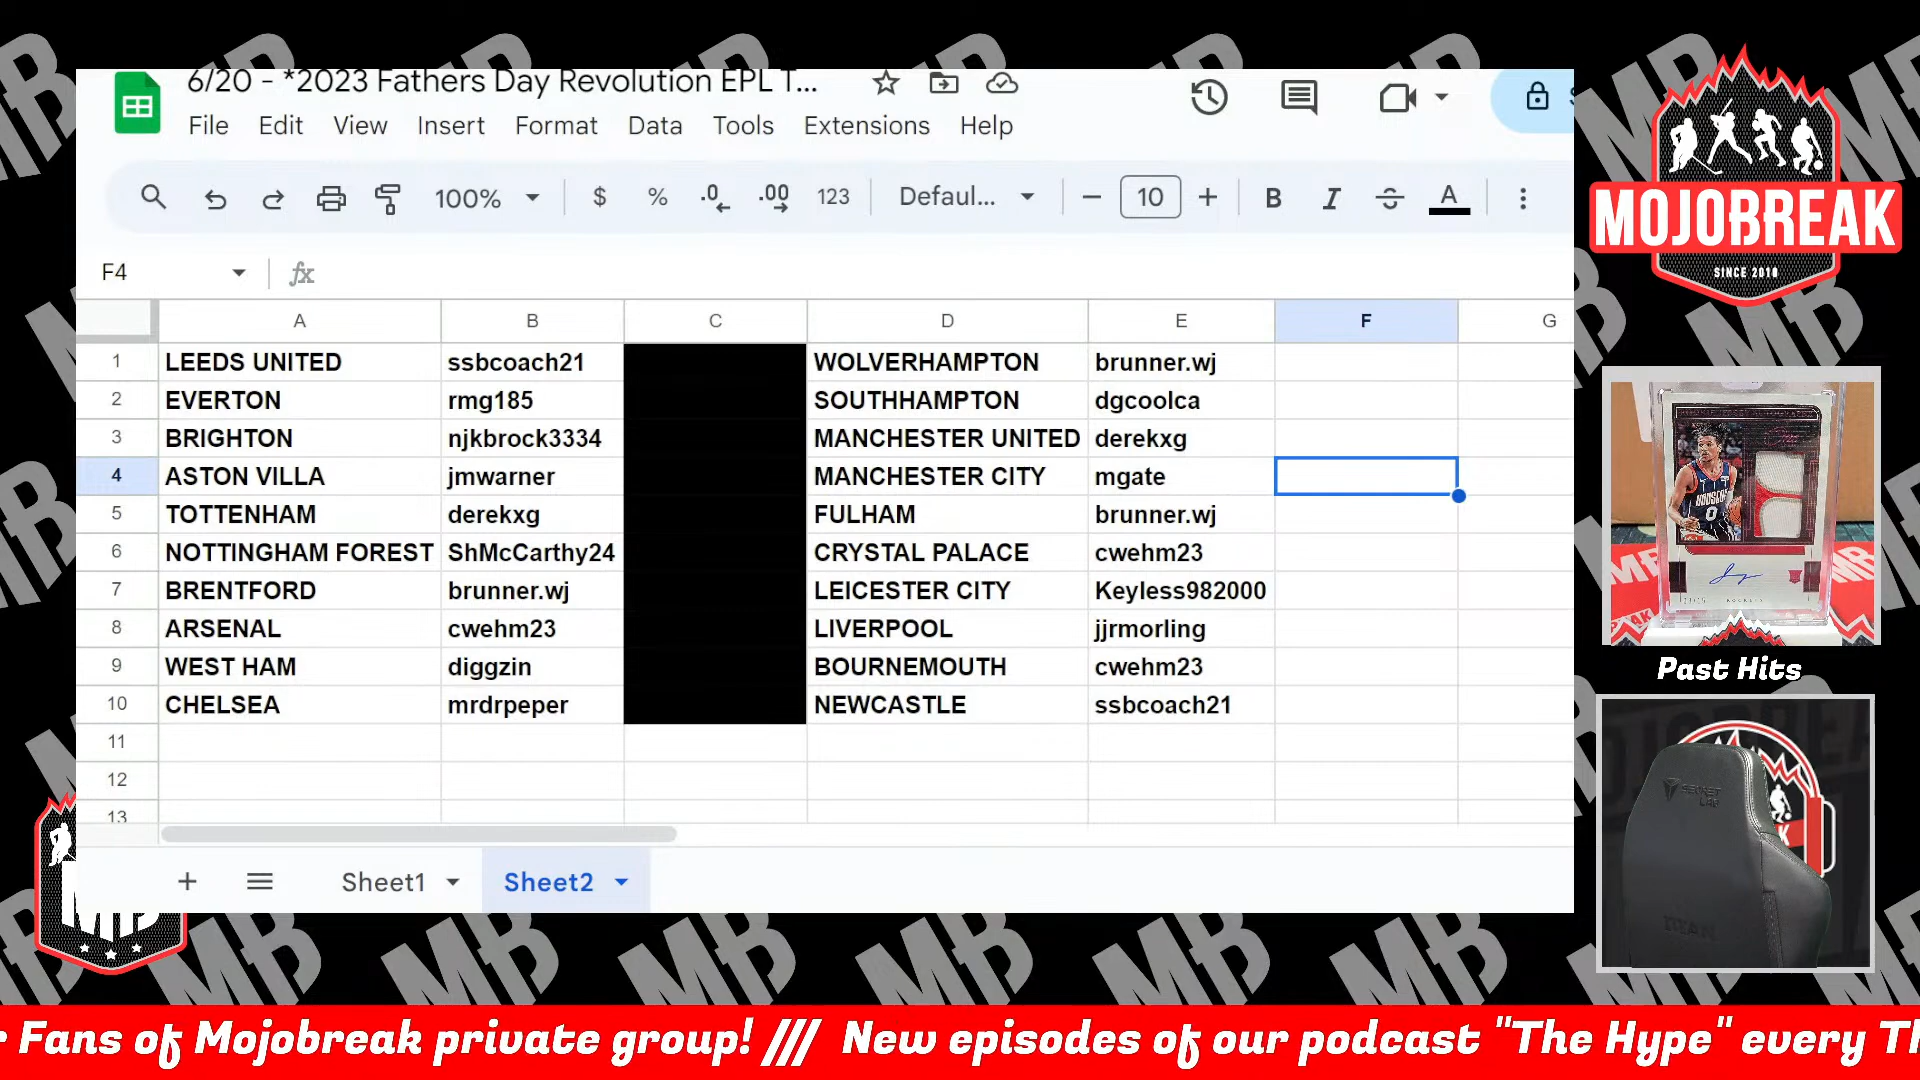 6/20 - *2023 Fathers Day Revolution EPL T...
File Edit View Insert Format Data Tools Extensions Help
100% $ % .0 .00 123 Defaul... 10 B I S A
F4 fx
A B C D E F G
1 LEEDS UNITED ssbcoach21 WOLVERHAMPTON brunner.wj
2 EVERTON rmg185 SOUTHHAMPTON dgcoolca
3 BRIGHTON njkbrock3334 MANCHESTER UNITED derekxg
4 ASTON VILLA jmwarner MANCHESTER CITY mgate
5 TOTTENHAM derekxg FULHAM brunner.wj
6 NOTTINGHAM FOREST ShMcCarthy24 CRYSTAL PALACE cwehm23
7 BRENTFORD brunner.wj LEICESTER CITY Keyless982000
8 ARSENAL cwehm23 LIVERPOOL jjrmorling
9 WEST HAM diggzin BOURNEMOUTH cwehm23
10 CHELSEA mrdrpeper NEWCASTLE ssbcoach21
11
12
13
+ Sheet1 Sheet2
MOJOBREAK
SINCE 2010
Past Hits
SECRET LAB
TITAN
Fans of Mojobreak private group! /// New episodes of our podcast "The Hype" every